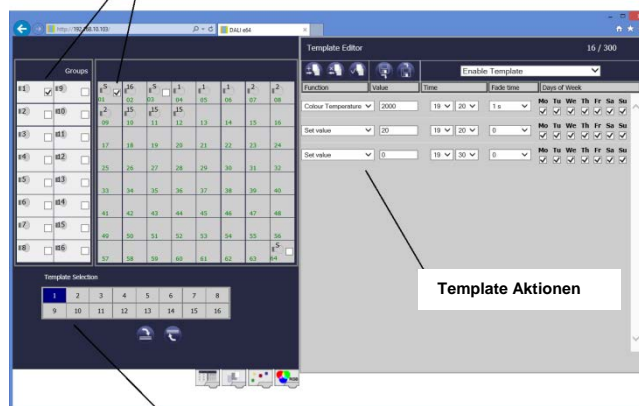 http://192.168.10.103/
DALI e64
Template Editor
16 / 300
Groups
Enable Template
Function Value Time Fade time Days of Week
Colour Temperature 2000 19 20 1 s Mo Tu We Th Fr Sa Su
Set value 20 19 20 0 Mo Tu We Th Fr Sa Su
Set value 0 19 30 0 Mo Tu We Th Fr Sa Su
01 02 03 04 05 06 07 08
09 10 11 12 13 14 15 16
17 18 19 20 21 22 23 24
25 26 27 28 29 30 31 32
33 34 35 36 37 38 39 40
41 42 43 44 45 46 47 48
49 50 51 52 53 54 55 56
57 58 59 60 61 62 63 64
Template Selection
1 2 3 4 5 6 7 8
9 10 11 12 13 14 15 16
Template Aktionen